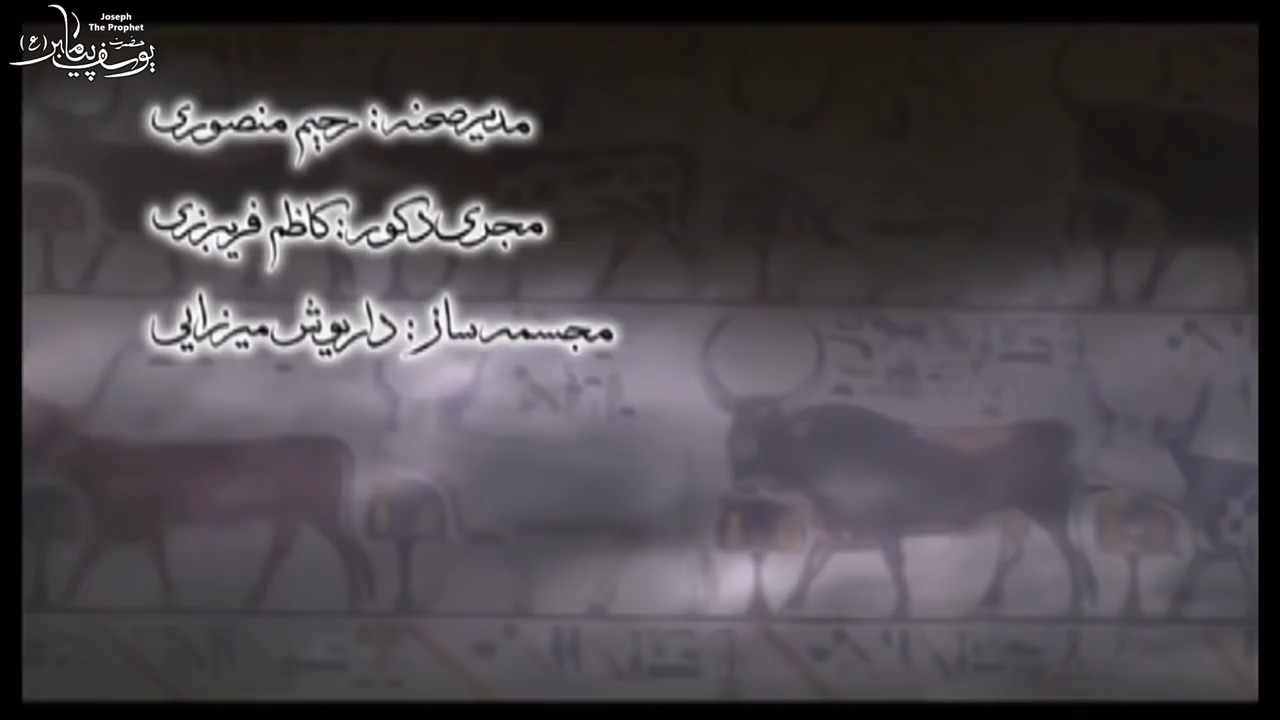 Joseph
The Prophet
حضرت
یوسف پیامبر (ع)
مدیر صحنه: رحیم منصوری
مجری دکور: کاظم فریبرزی
مجسمه ساز: داریوش میرزایی